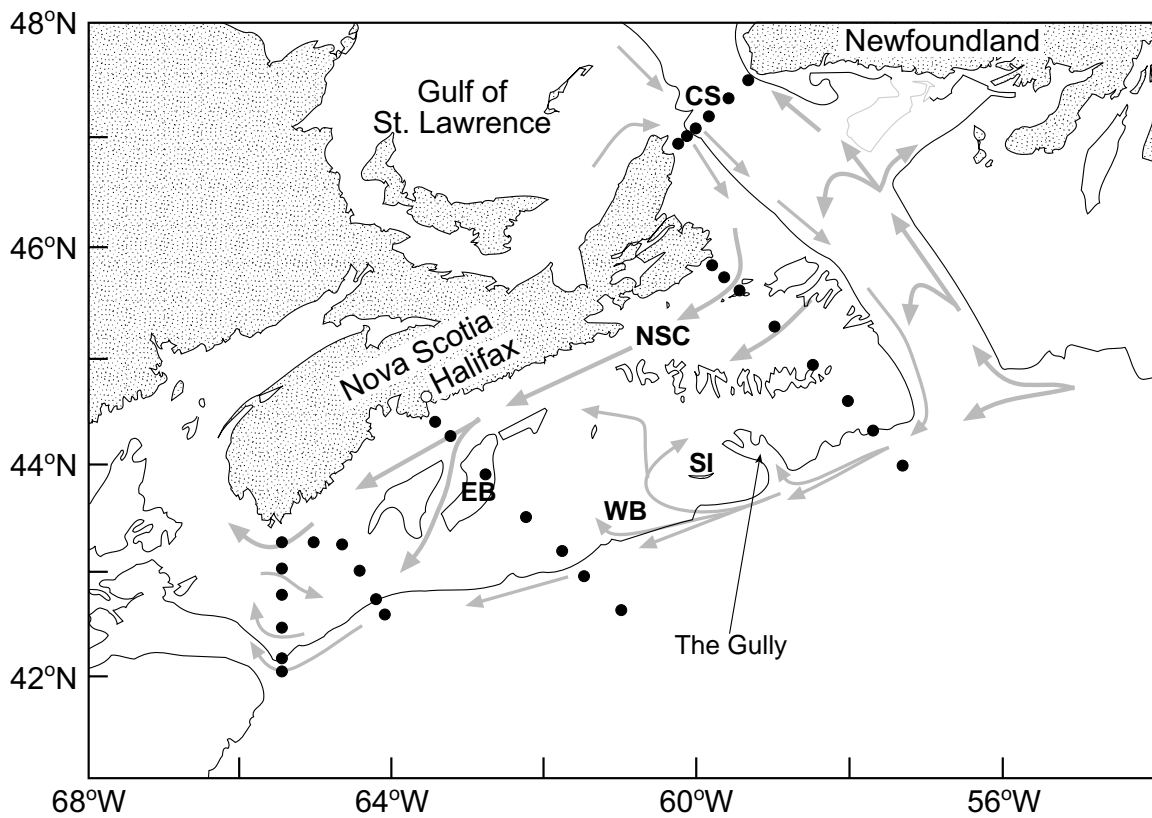 48°N
Newfoundland
CS
Gulf of
St. Lawrence
46°N
NSC
Nova Scotia
Halifax
44°N
SI
EB
WB
The Gully
42°N
68°W
64°W
60°W
56°W